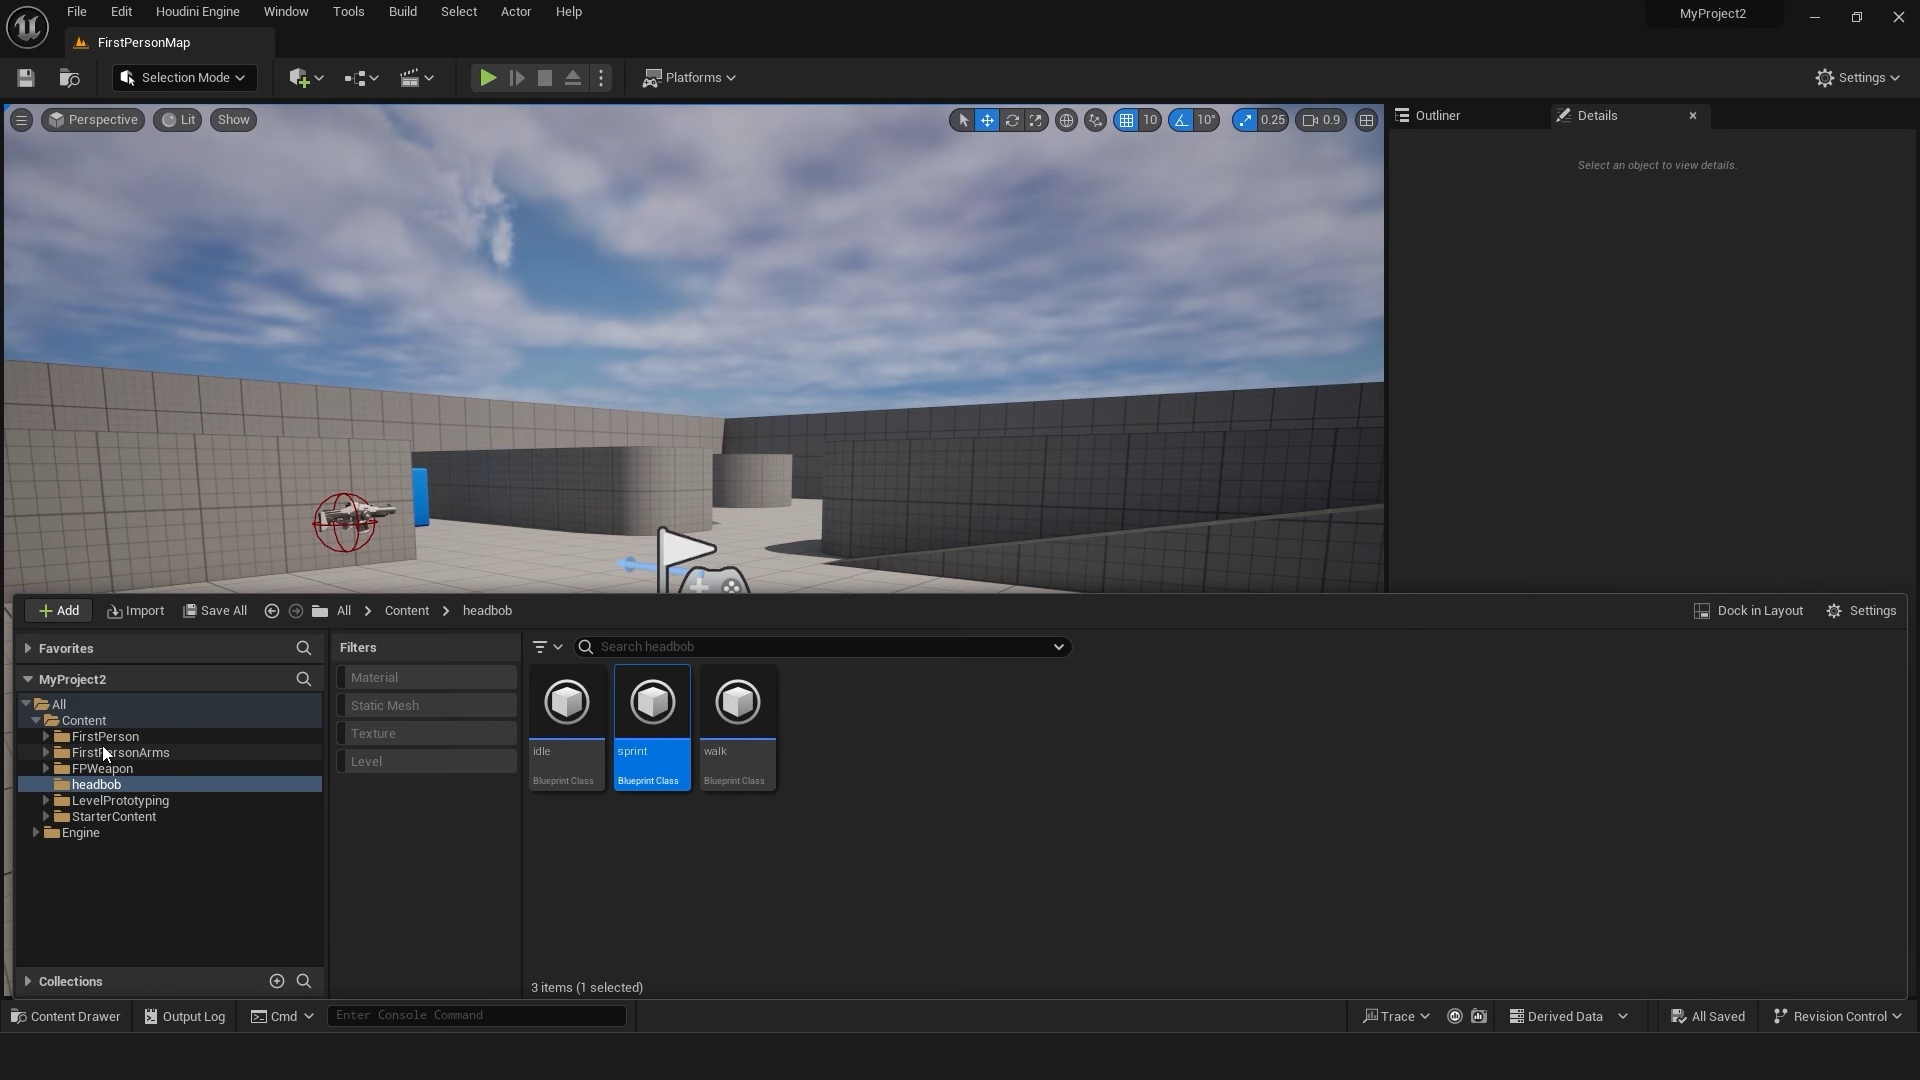 File Edit Houdini Engine Window Tools Build Select Actor Help
MyProject2
FirstPersonMap
Selection Mode
Platforms
Settings
Perspective
Lit
Show
10
10°
0.25
0.9
Outliner
Details
Select an object to view details.
Add
Import
Save All
All
Content
headbob
Dock in Layout
Settings
Favorites
MyProject2
All
Content
FirstPerson
FirstPersonArms
FPWeapon
headbob
LevelPrototyping
StarterContent
Engine
Collections
Filters
Material
Static Mesh
Texture
Level
Search headbob
idle
Blueprint Class
sprint
Blueprint Class
walk
Blueprint Class
3 items (1 selected)
Content Drawer
Output Log
Cmd
Enter Console Command
Trace
Derived Data
All Saved
Revision Control